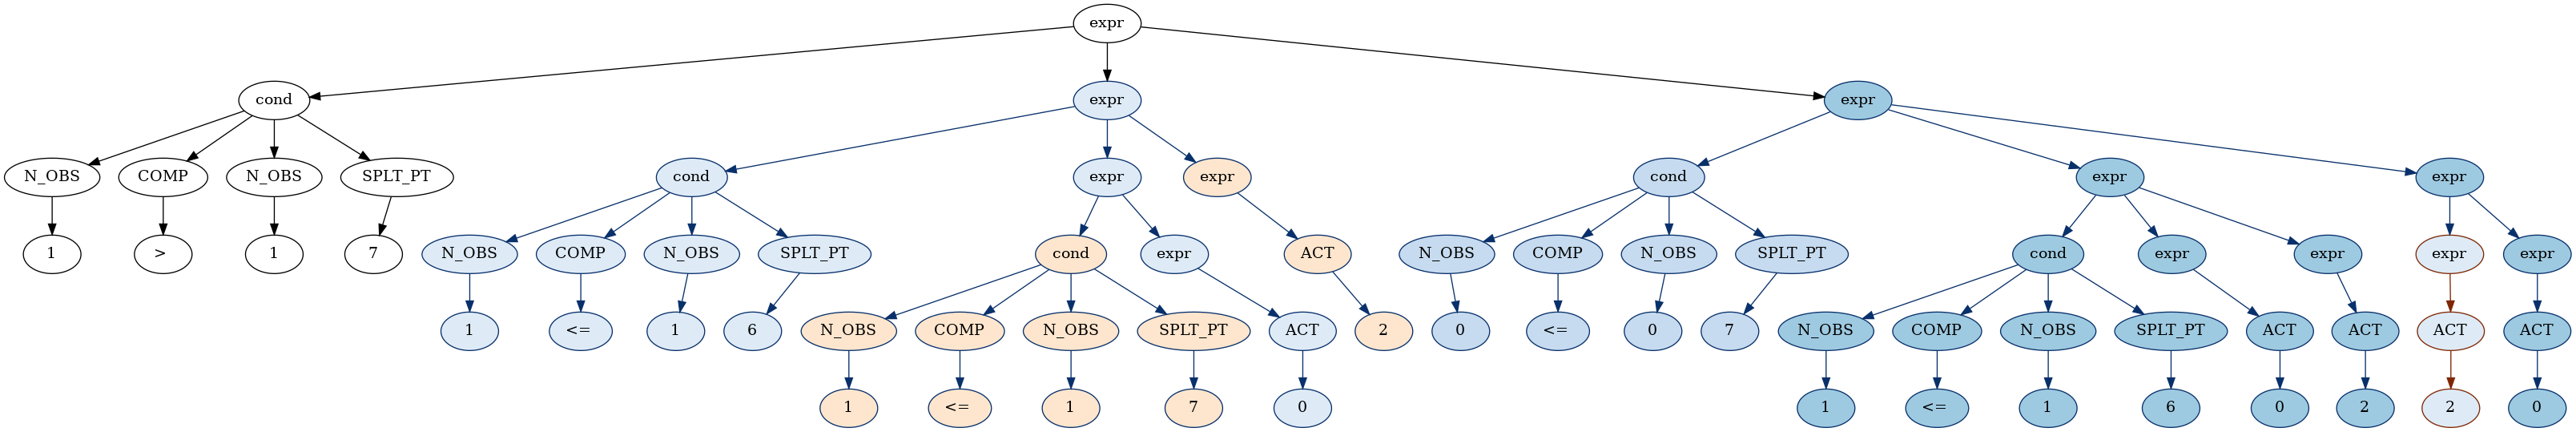 expr
cond expr expr
N_OBS COMP N_OBS SPLT_PT cond expr expr cond expr expr
1 > 1 7 N_OBS COMP N_OBS SPLT_PT cond expr ACT N_OBS COMP N_OBS SPLT_PT cond expr expr expr expr
1 <= 1 6 N_OBS COMP N_OBS SPLT_PT ACT 2 0 <= 0 7 N_OBS COMP N_OBS SPLT_PT ACT ACT ACT ACT
1 <= 1 7 0 1 <= 1 6 0 2 2 0